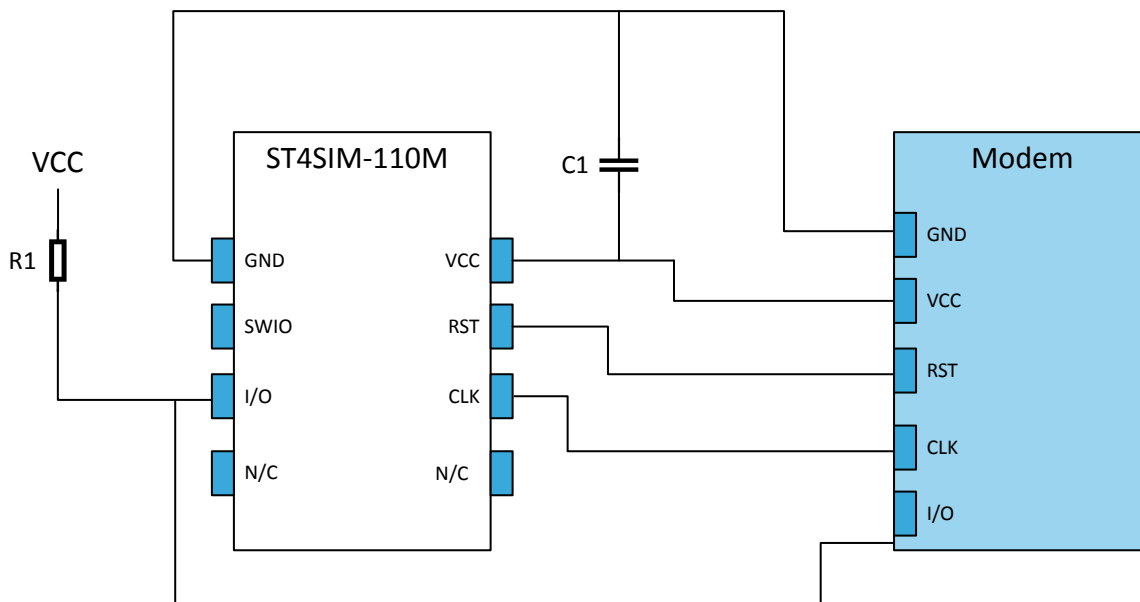 VCC
R1
ST4SIM-110M
GND
SWIO
I/O
N/C
VCC
RST
CLK
N/C
C1
Modem
GND
VCC
RST
CLK
I/O